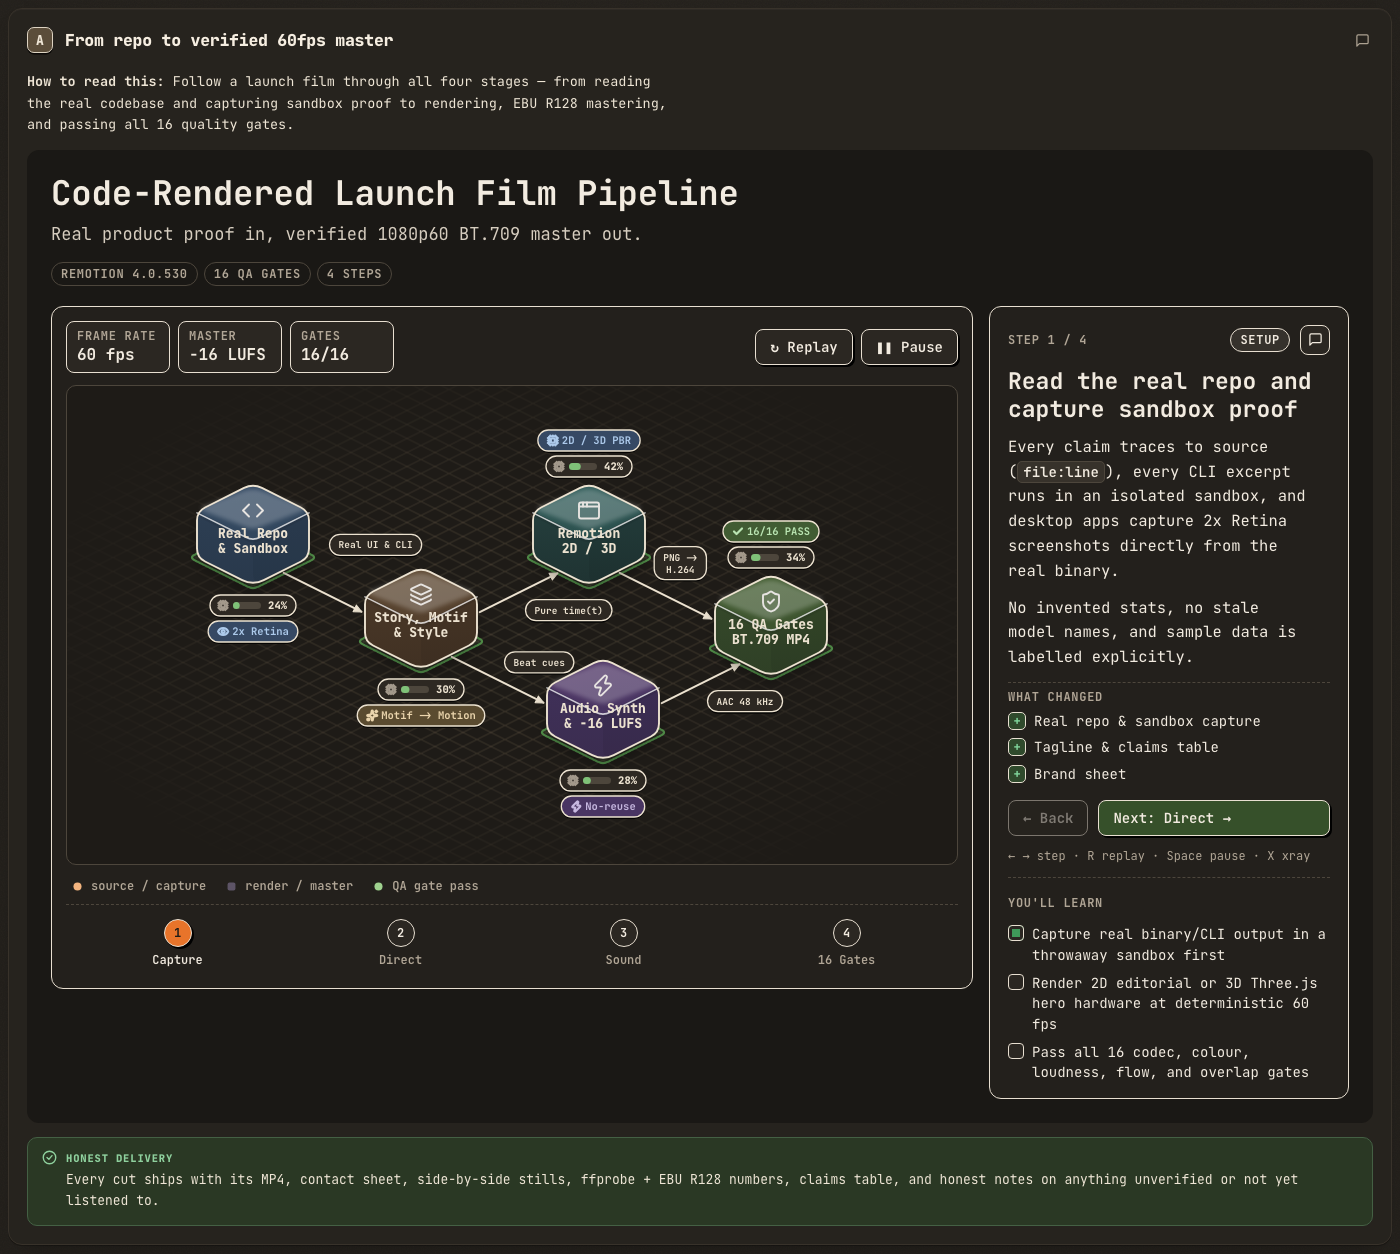 A From repo to verified 60fps master
How to read this: Follow a launch film through all four stages — from reading
the real codebase and capturing sandbox proof to rendering, EBU R128 mastering,
and passing all 16 quality gates.
Code-Rendered Launch Film Pipeline
Real product proof in, verified 1080p60 BT.709 master out.
REMOTION 4.0.530 16 QA GATES 4 STEPS
FRAME RATE
60 fps
MASTER
-16 LUFS
GATES
16/16
↻ Replay
❚❚ Pause
2D / 3D PBR
42%
Real Repo
& Sandbox
24%
2x Retina
Real UI & CLI
Remotion
2D / 3D
PNG →
H.264
16/16 PASS
34%
Story, Motif
& Style
30%
Motif → Motion
Pure time(t)
Beat cues
16 QA Gates
BT.709 MP4
AAC 48 kHz
Audio Synth
& -16 LUFS
28%
No-reuse
source / capture
render / master
QA gate pass
1
Capture
2
Direct
3
Sound
4
16 Gates
STEP 1 / 4
SETUP
Read the real repo and
capture sandbox proof
Every claim traces to source
(file:line), every CLI excerpt
runs in an isolated sandbox, and
desktop apps capture 2x Retina
screenshots directly from the
real binary.
No invented stats, no stale
model names, and sample data is
labelled explicitly.
WHAT CHANGED
+ Real repo & sandbox capture
+ Tagline & claims table
+ Brand sheet
← Back
Next: Direct →
← → step · R replay · Space pause · X xray
YOU'LL LEARN
Capture real binary/CLI output in a
throwaway sandbox first
Render 2D editorial or 3D Three.js
hero hardware at deterministic 60
fps
Pass all 16 codec, colour,
loudness, flow, and overlap gates
HONEST DELIVERY
Every cut ships with its MP4, contact sheet, side-by-side stills, ffprobe + EBU R128 numbers, claims table, and honest notes on anything unverified or not yet
listened to.